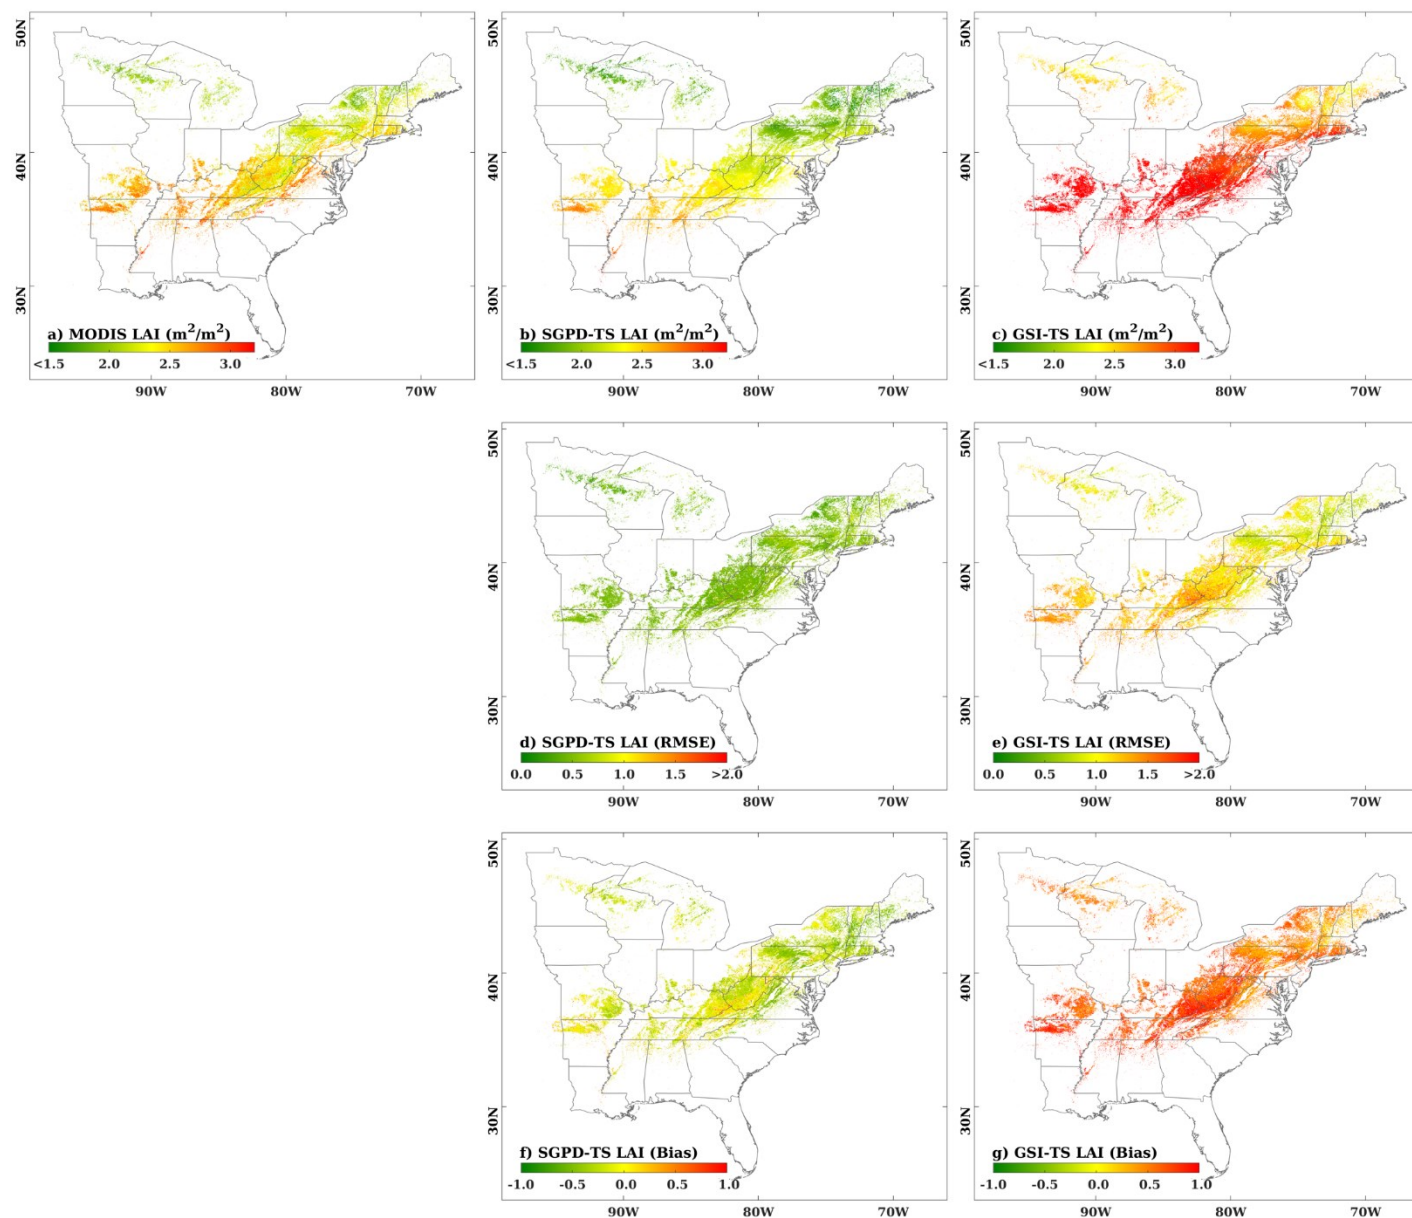 50N
40N
30N
a) MODIS LAI (m²/m²)
<1.5 2.0 2.5 3.0
90W 80W 70W
50N
40N
30N
b) SGPD-TS LAI (m²/m²)
<1.5 2.0 2.5 3.0
90W 80W 70W
50N
40N
30N
c) GSI-TS LAI (m²/m²)
<1.5 2.0 2.5 3.0
90W 80W 70W
50N
40N
30N
d) SGPD-TS LAI (RMSE)
0.0 0.5 1.0 1.5 >2.0
90W 80W 70W
50N
40N
30N
e) GSI-TS LAI (RMSE)
0.0 0.5 1.0 1.5 >2.0
90W 80W 70W
50N
40N
30N
f) SGPD-TS LAI (Bias)
-1.0 -0.5 0.0 0.5 1.0
90W 80W 70W
50N
40N
30N
g) GSI-TS LAI (Bias)
-1.0 -0.5 0.0 0.5 1.0
90W 80W 70W